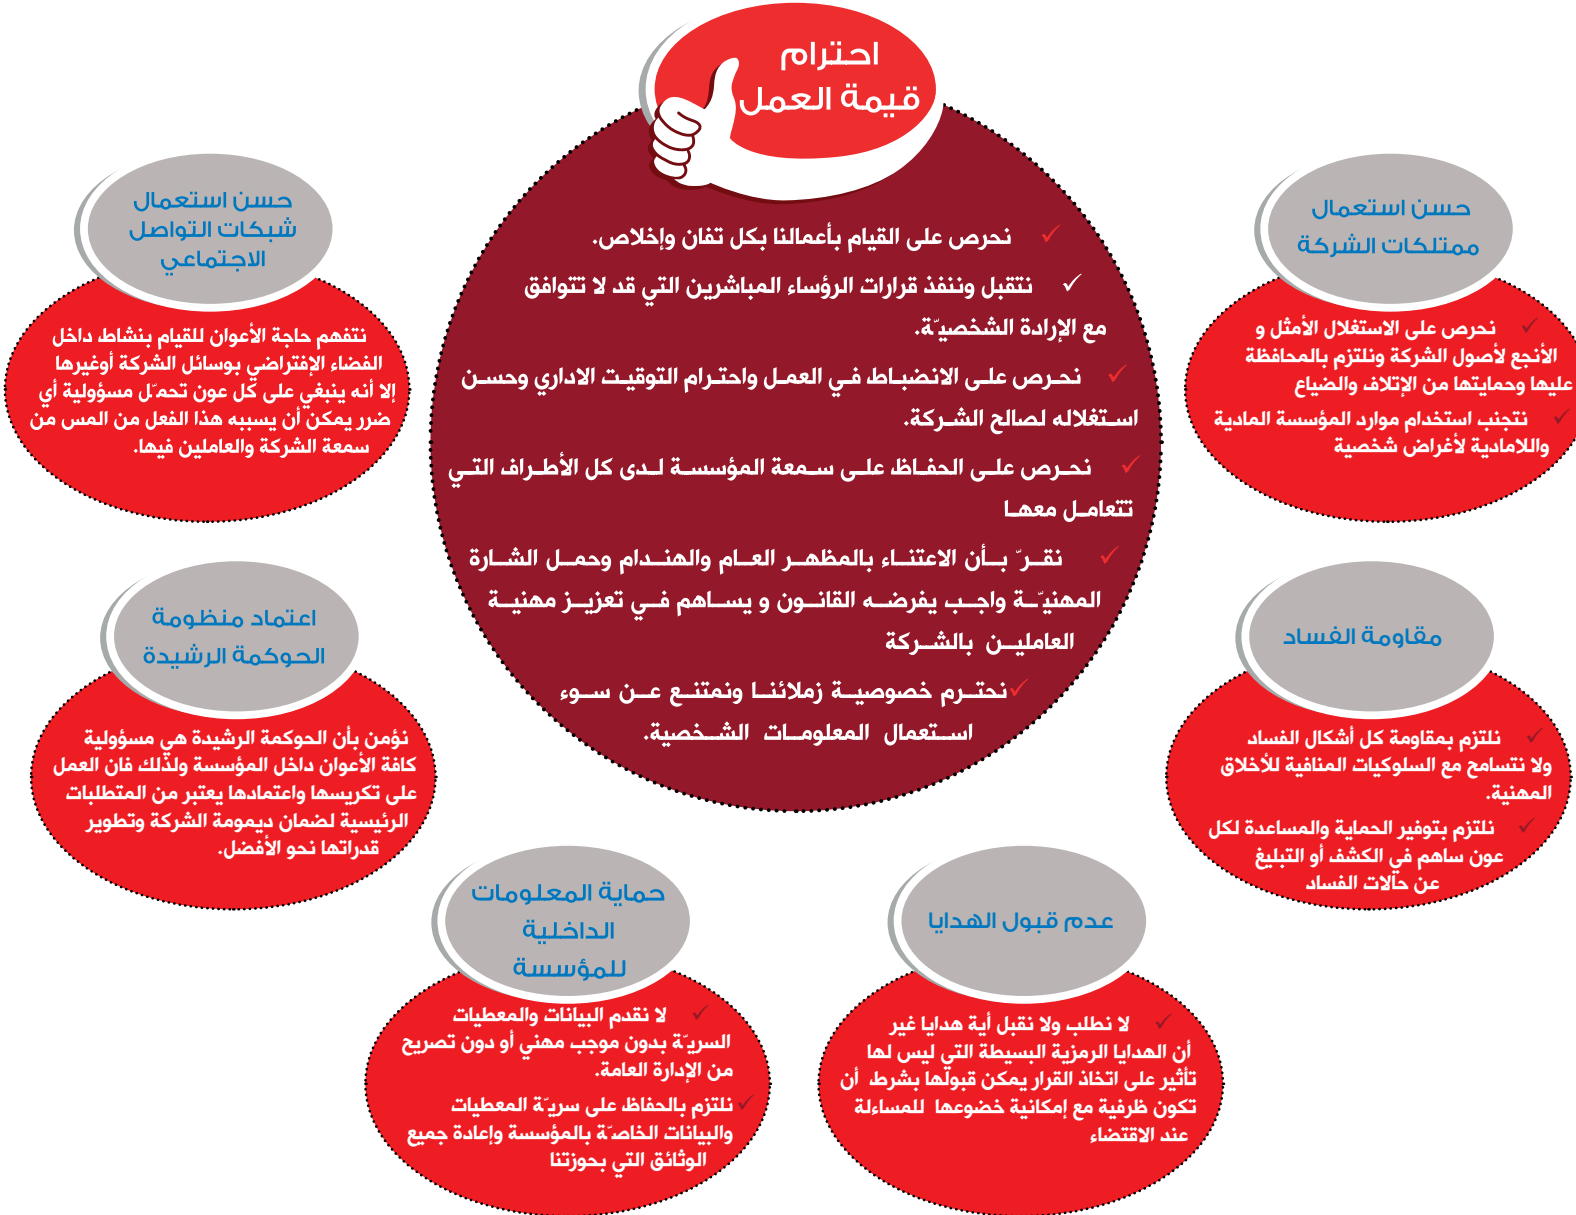 احترام
قيمة العمل
نحرص على القيام بأعمالنا بكل تفان وإخلاص.
نتقبل وننفذ قرارات الرؤساء المباشرين التي قد لا تتوافق
مع الإرادة الشخصيّة.
نحرص على الانضباط في العمل واحترام التوقيت الاداري وحسن
استغلاله لصالح الشركة.
نحرص على الحفاظ على سمعة المؤسسة لدى كل الأطراف التي
تتعامل معها
نقرّ بأن الاعتناء بالمظهر العام والهندام وحمل الشارة
المهنيّة واجب يفرضه القانون و يساهم في تعزيز مهنية
العاملين بالشركة
نحترم خصوصية زملائنا ونمتنع عن سوء
استعمال المعلومات الشخصية.
حسن استعمال
ممتلكات الشركة
نحرص على الاستغلال الأمثل و
الأنجع لأصول الشركة ونلتزم بالمحافظة
عليها وحمايتها من الإتلاف والضياع
نتجنب استخدام موارد المؤسسة المادية
واللامادية لأغراض شخصية
مقاومة الفساد
نلتزم بمقاومة كل أشكال الفساد
ولا نتسامح مع السلوكيات المنافية للأخلاق
المهنية.
نلتزم بتوفير الحماية والمساعدة لكل
عون ساهم في الكشف أو التبليغ
عن حالات الفساد
عدم قبول الهدايا
لا نطلب ولا نقبل أية هدايا غير
أن الهدايا الرمزية البسيطة التي ليس لها
تأثير على اتخاذ القرار يمكن قبولها بشرط أن
تكون ظرفية مع إمكانية خضوعها للمساءلة
عند الاقتضاء
حماية المعلومات
الداخلية
للمؤسسة
لا نقدم البيانات والمعطيات
السريّة بدون موجب مهني أو دون تصريح
من الإدارة العامة.
نلتزم بالحفاظ على سريّة المعطيات
والبيانات الخاصّة بالمؤسسة وإعادة جميع
الوثائق التي بحوزتنا
اعتماد منظومة
الحوكمة الرشيدة
نؤمن بأن الحوكمة الرشيدة هي مسؤولية
كافة الأعوان داخل المؤسسة ولذلك فان العمل
على تكريسها واعتمادها يعتبر من المتطلبات
الرئيسية لضمان ديمومة الشركة وتطوير
قدراتها نحو الأفضل.
حسن استعمال
شبكات التواصل
الاجتماعي
نتفهم حاجة الأعوان للقيام بنشاط داخل
الفضاء الإفتراضي بوسائل الشركة أوغيرها
إلا أنه ينبغي على كل عون تحمّل مسؤولية أي
ضرر يمكن أن يسببه هذا الفعل من المس من
سمعة الشركة والعاملين فيها.